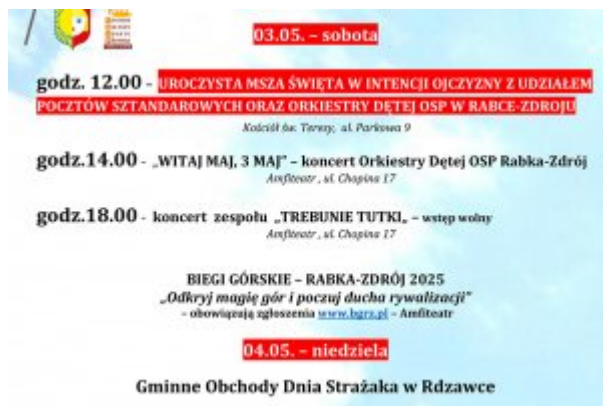 03.05. – sobota
godz. 12.00 - UROCZYSTA MSZA ŚWIĘTA W INTENCJI OJCZYZNY Z UDZIAŁEM
POCZTÓW SZTANDAROWYCH ORAZ ORKIESTRY DĘTEJ OSP W RABCE-ZDROJU
Kościół św. Teresy, ul. Parkowa 9
godz.14.00 - „WITAJ MAJ, 3 MAJ" – koncert Orkiestry Dętej OSP Rabka-Zdrój
Amfiteatr , ul. Chopina 17
godz.18.00 - koncert zespołu „TREBUNIE TUTKI„ – wstęp wolny
Amfiteatr , ul. Chopina 17
BIEGI GÓRSKIE – RABKA-ZDRÓJ 2025
„Odkryj magię gór i poczuj ducha rywalizacji"
– obowiązują zgłoszenia www.bgrz.pl – Amfiteatr
04.05. – niedziela
Gminne Obchody Dnia Strażaka w Rdzawce